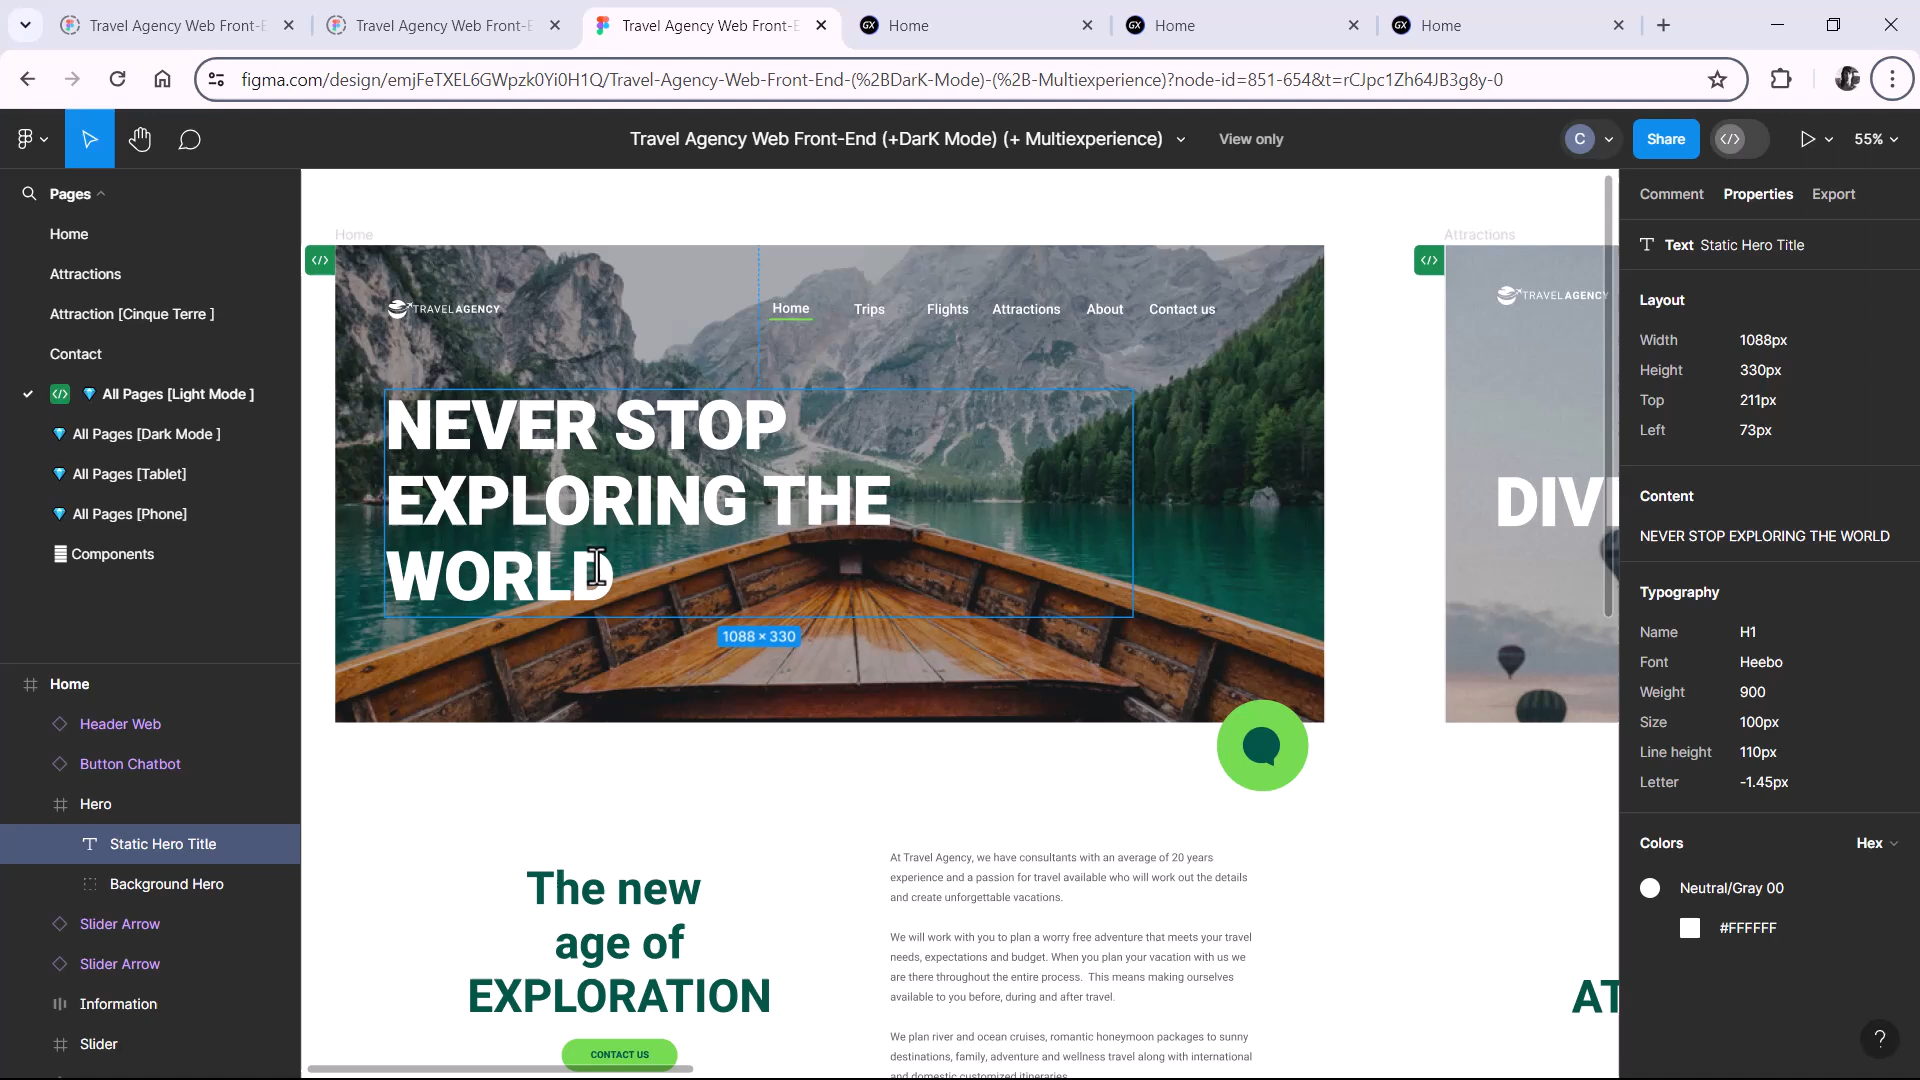 Travel Agency Web Front-E
Travel Agency Web Front-E
Travel Agency Web Front-E
GX Home
GX Home
GX Home
figma.com/design/emjFeTXEL6GWpzk0Yi0H1Q/Travel-Agency-Web-Front-End-(%2BDarK-Mode)-(%2B-Multiexperience)?node-id=851-654&t=rCJpc1Zh64JB3g8y-0
Travel Agency Web Front-End (+DarK Mode) (+ Multiexperience)
View only
C
Share
55%
Pages
Home
Attractions
Attraction [Cinque Terre ]
Contact
All Pages [Light Mode ]
All Pages [Dark Mode ]
All Pages [Tablet]
All Pages [Phone]
Components
Home
Header Web
Button Chatbot
Hero
Static Hero Title
Background Hero
Slider Arrow
Slider Arrow
Information
Slider
Home
TRAVELAGENCY
Home Trips Flights Attractions About Contact us
NEVER STOP
EXPLORING THE
WORLD
1088 × 330
The new
age of
EXPLORATION
CONTACT US
At Travel Agency, we have consultants with an average of 20 years
experience and a passion for travel available who will work out the details
and create unforgettable vacations.
We will work with you to plan a worry free adventure that meets your travel
needs, expectations and budget. When you plan your vacation with us we
are there throughout the entire process. This means making ourselves
available to you before, during and after travel.
We plan river and ocean cruises, romantic honeymoon packages to sunny
destinations, family, adventure and wellness travel along with international
and domestic customized itineraries.
Attractions
TRAVELAGENCY
DIV
AT
Comment Properties Export
Text Static Hero Title
Layout
Width 1088px
Height 330px
Top 211px
Left 73px
Content
NEVER STOP EXPLORING THE WORLD
Typography
Name H1
Font Heebo
Weight 900
Size 100px
Line height 110px
Letter -1.45px
Colors Hex
Neutral/Gray 00
#FFFFFF
?